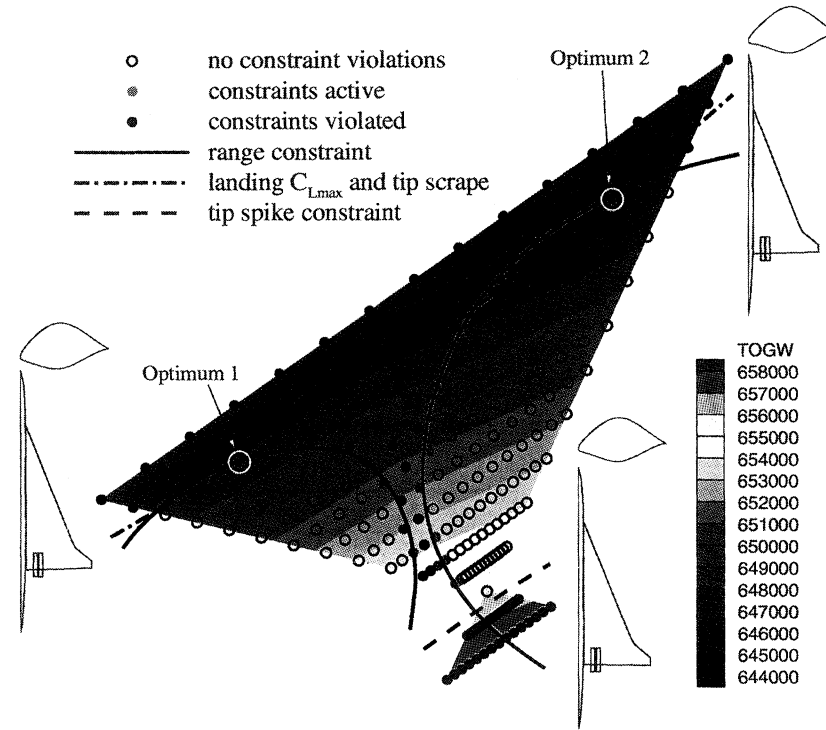 Optimum 2
no constraint violations
constraints active
constraints violated
range constraint
landing C_Lmax and tip scrape
tip spike constraint
Optimum 1
TOGW
658000
657000
656000
655000
654000
653000
652000
651000
650000
649000
648000
647000
646000
645000
644000